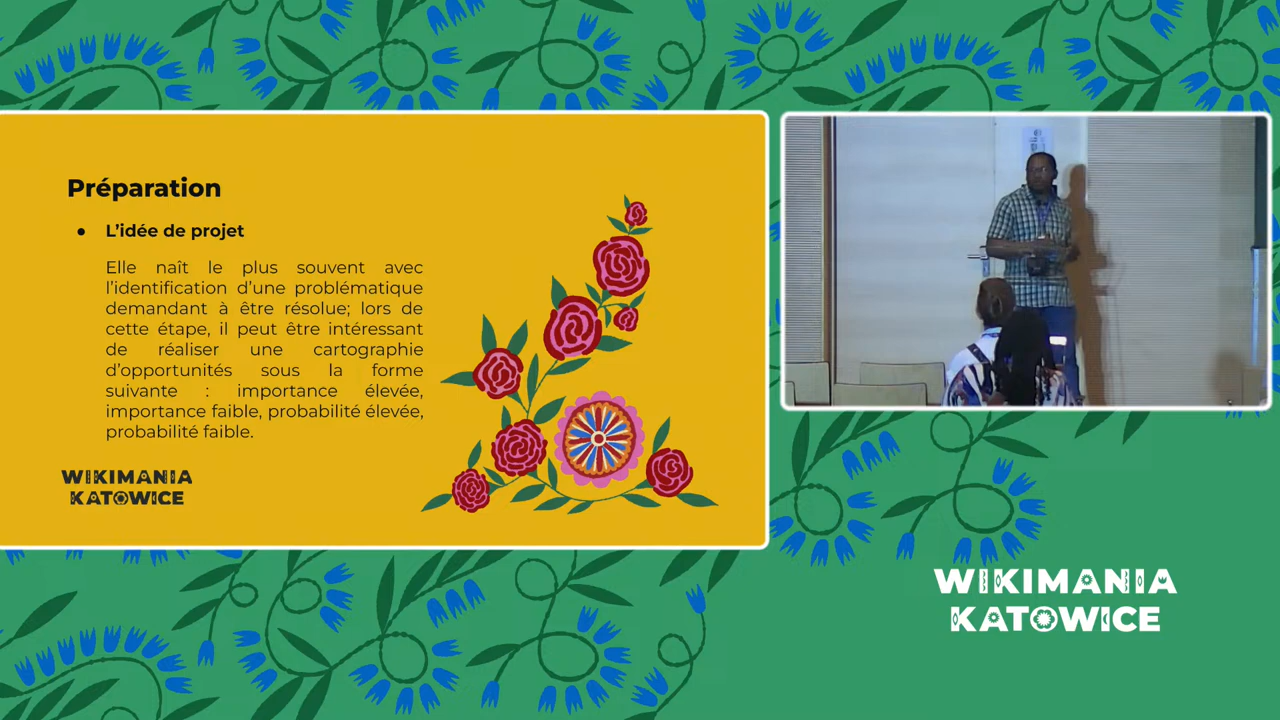 Préparation
● L'idée de projet
Elle naît le plus souvent avec
l'identification d'une problématique
demandant à être résolue; lors de
cette étape, il peut être intéressant
de réaliser une cartographie
d'opportunités sous la forme
suivante : importance élevée,
importance faible, probabilité élevée,
probabilité faible.
WIKIMANIA
KATOWICE
WIKIMANIA
KATOWICE